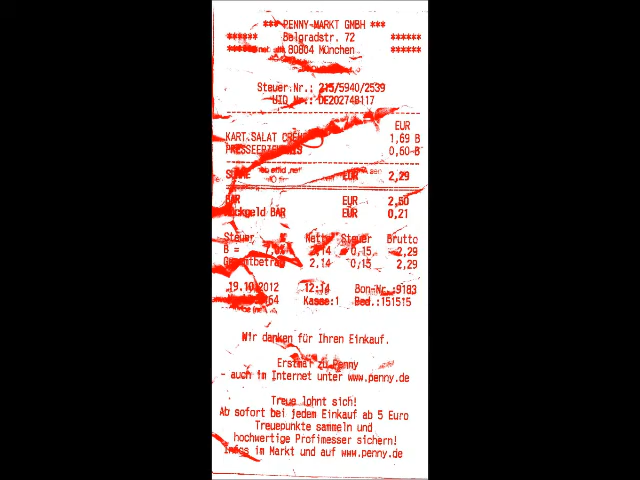 *** PENNY-MARKT GMBH ***
****** Belgradstr. 72 ******
****** 80804 München ******
Steuer Nr.: 215/5940/2539
UID Nr.: DE202748117
EUR
KART.SALAT 1,69 B
0,60 B
SUMME EUR 2,29
BAR EUR 2,50
Rückgeld BAR EUR 0,21
Steuer Netto Steuer Brutto
B = 7,0% 2,14 0,15 2,29
Gesamtbetrag 2,14 0,15 2,29
19.10.2012 12:14 Bon-Nr.:9183
Kasse:1 Bed.:151515
Wir danken für Ihren Einkauf.
Erstmal zu Penny
- auch im Internet unter www.penny.de
Treue lohnt sich!
Ab sofort bei jedem Einkauf ab 5 Euro
Treuepunkte sammeln und
hochwertige Profimesser sichern!
Infos im Markt und auf www.penny.de